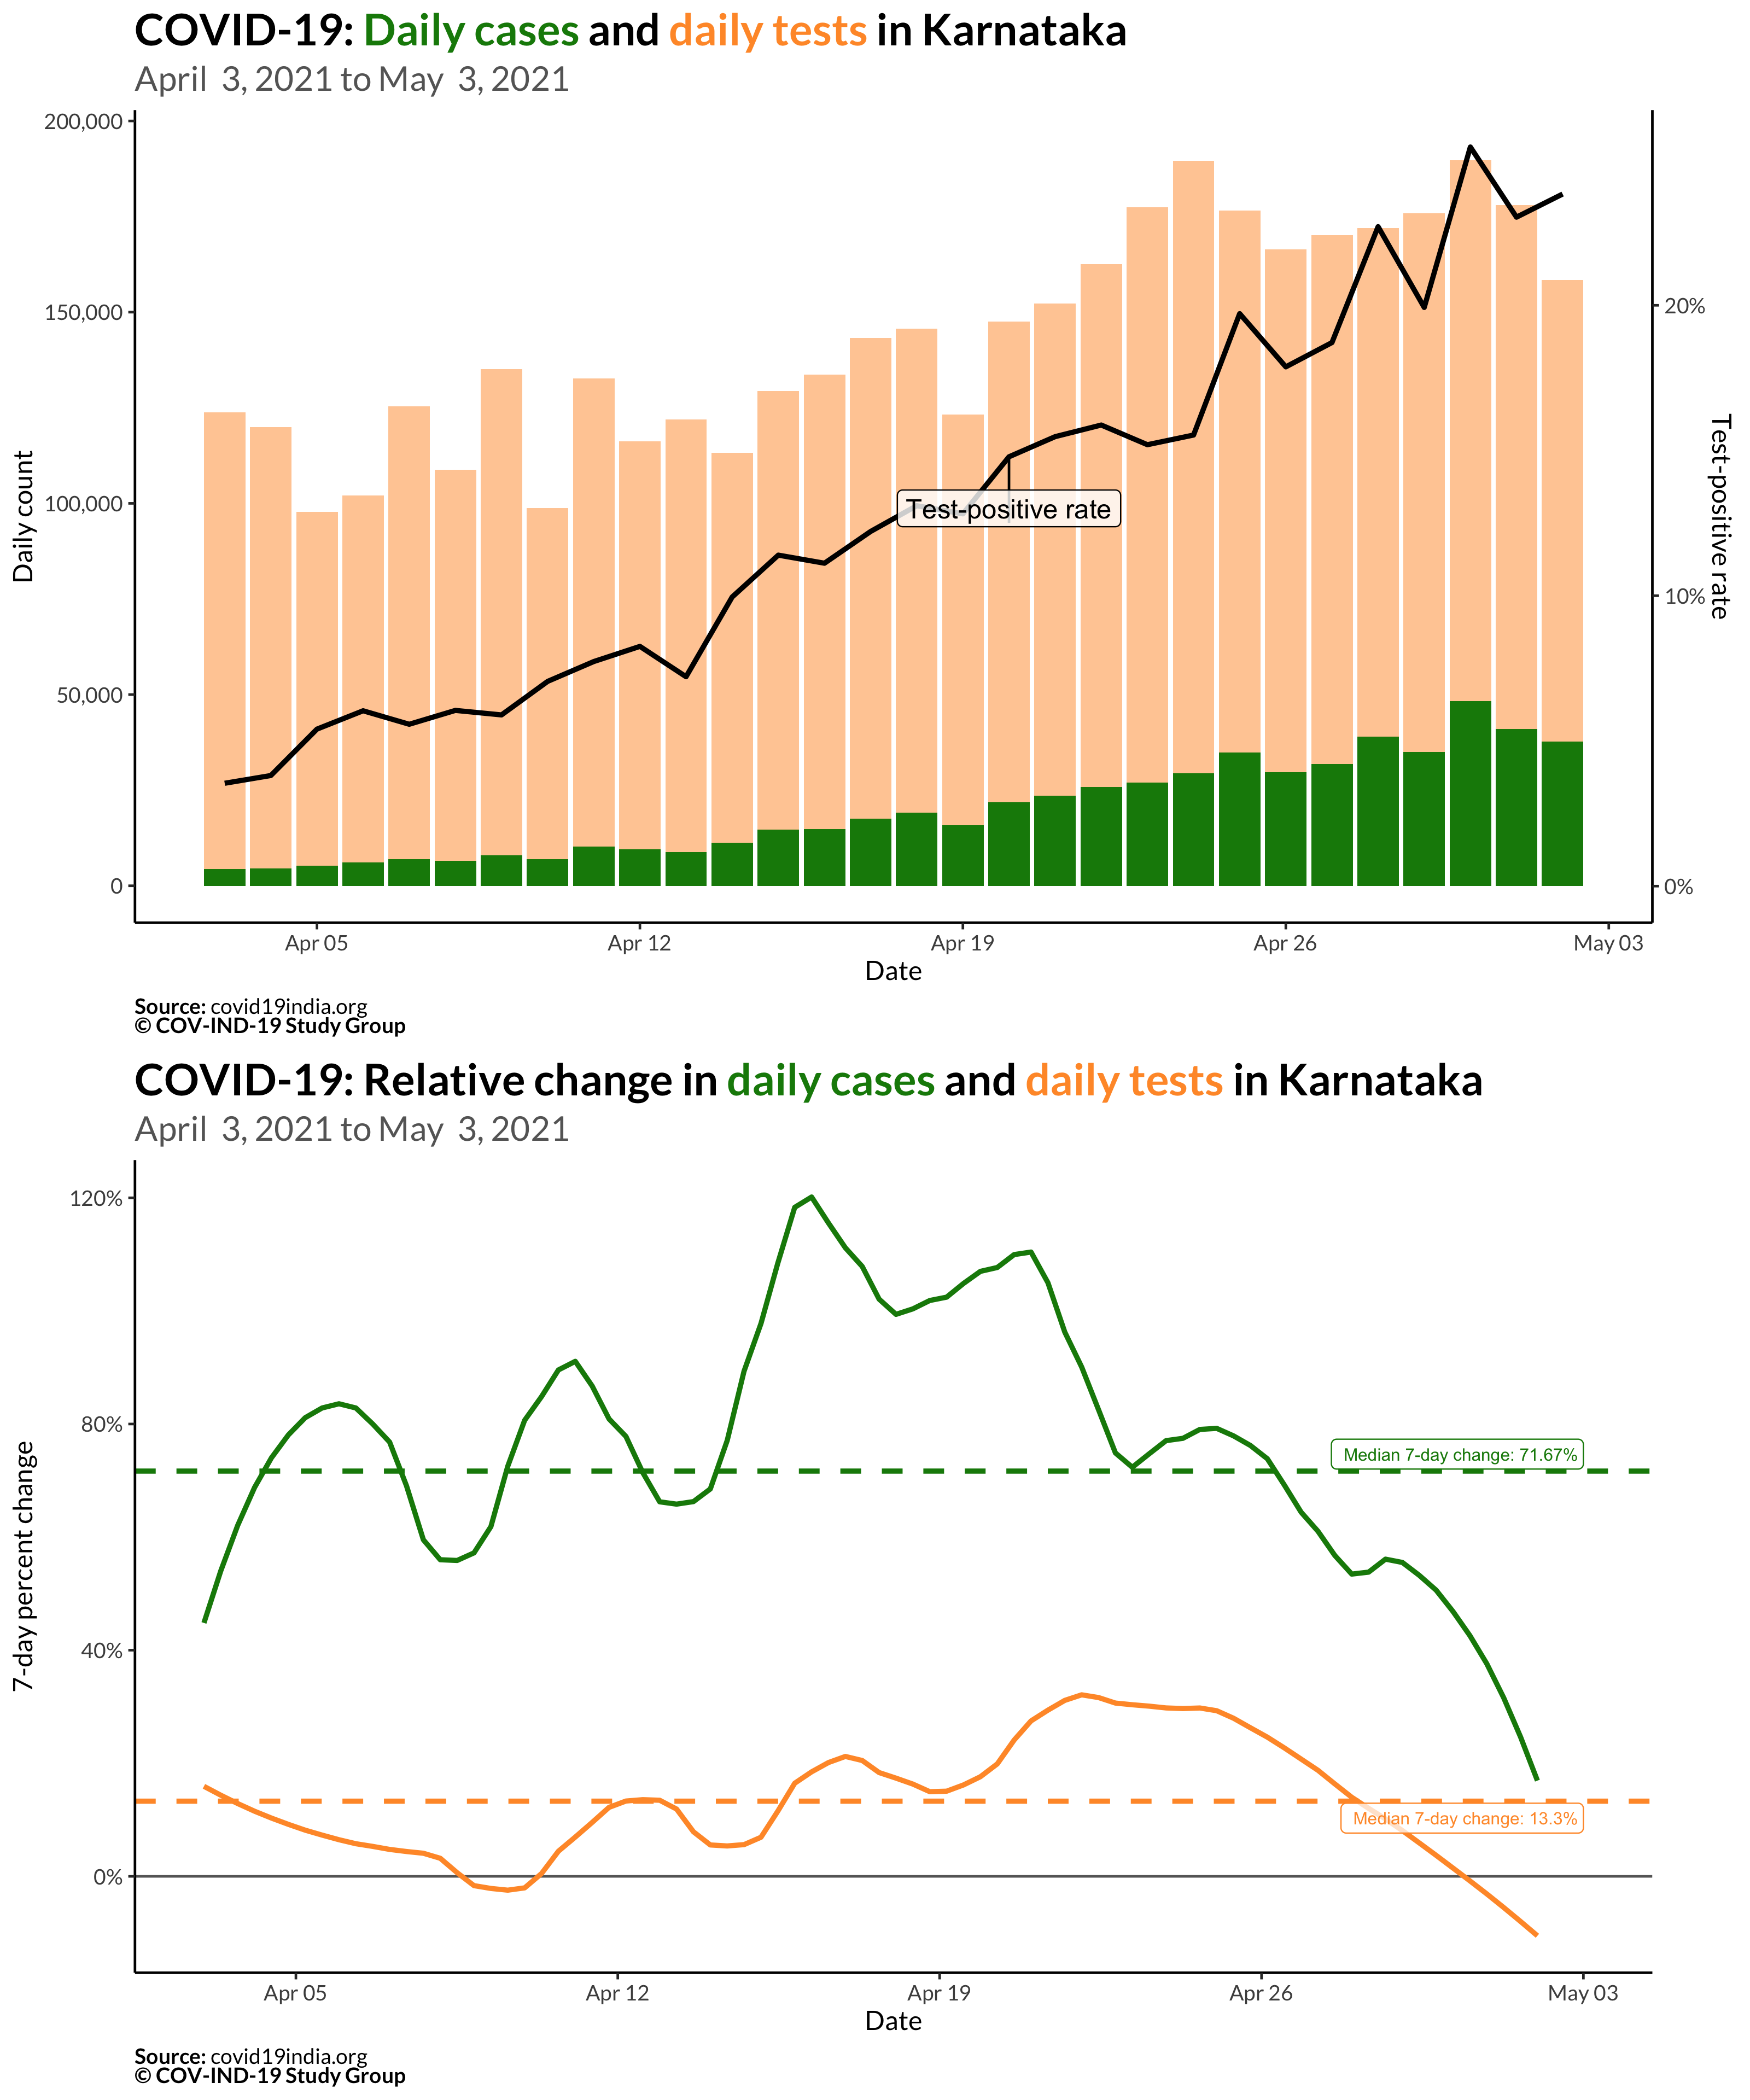 COVID-19: Daily cases and daily tests in Karnataka
April 3, 2021 to May 3, 2021
200,000
150,000
100,000
50,000
0
Daily count
20%
10%
0%
Test-positive rate
Test-positive rate
Apr 05
Apr 12
Apr 19
Apr 26
May 03
Date
Source: covid19india.org
© COV-IND-19 Study Group
COVID-19: Relative change in daily cases and daily tests in Karnataka
April 3, 2021 to May 3, 2021
120%
80%
40%
0%
7-day percent change
Median 7-day change: 71.67%
Median 7-day change: 13.3%
Apr 05
Apr 12
Apr 19
Apr 26
May 03
Date
Source: covid19india.org
© COV-IND-19 Study Group